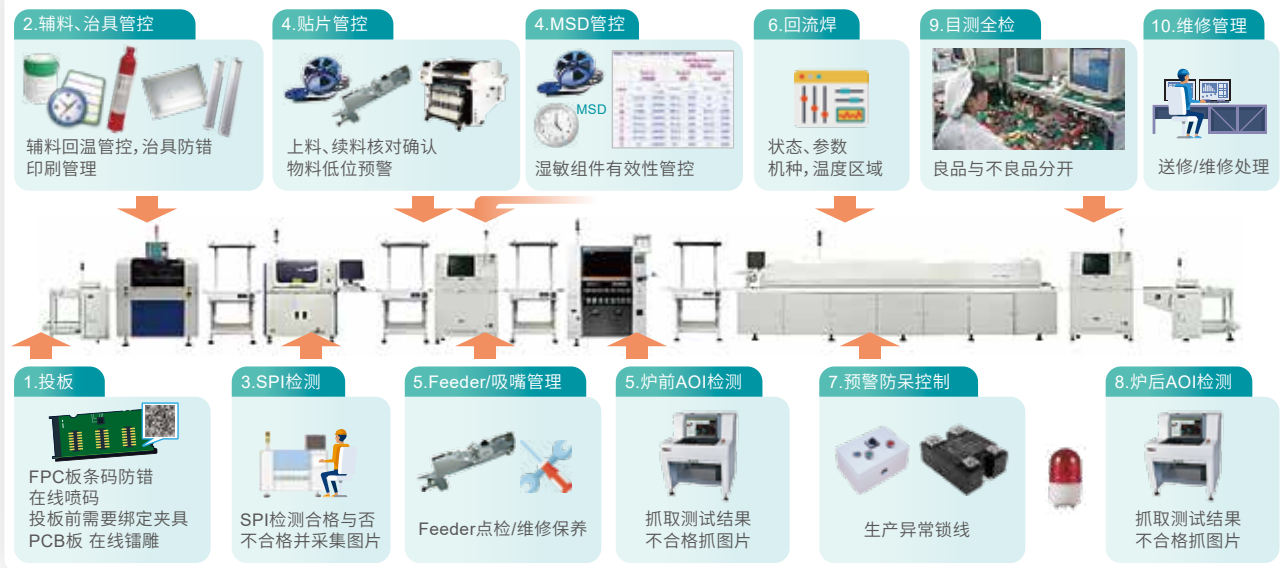 2.辅料、治具管控
辅料回温管控，治具防错
印刷管理
4.贴片管控
上料、续料核对确认
物料低位预警
4.MSD管控
MSD
湿敏组件有效性管控
6.回流焊
状态、参数
机种，温度区域
9.目测全检
良品与不良品分开
10.维修管理
送修/维修处理
1.投板
FPC板条码防错
在线喷码
投板前需要绑定夹具
PCB板 在线镭雕
3.SPI检测
SPI检测合格与否
不合格并采集图片
5.Feeder/吸嘴管理
Feeder点检/维修保养
5.炉前AOI检测
抓取测试结果
不合格抓图片
7.预警防呆控制
生产异常锁线
8.炉后AOI检测
抓取测试结果
不合格抓图片